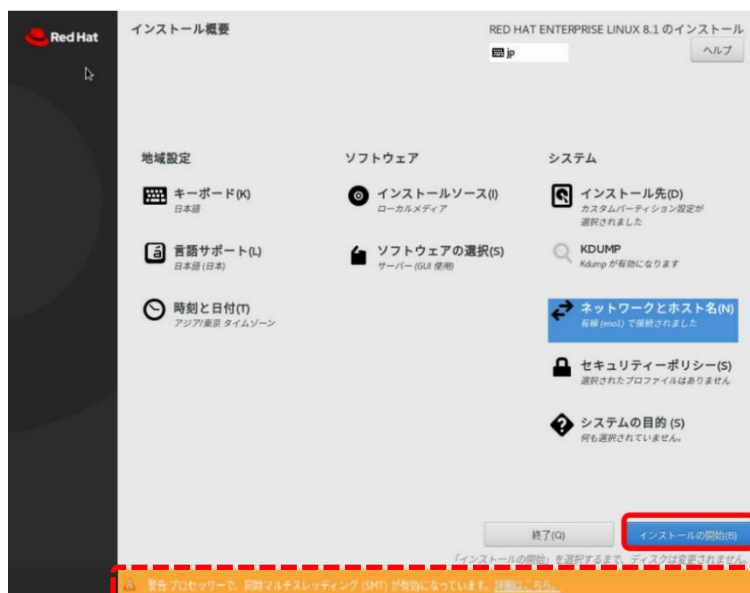 Red Hat
インストール概要
RED HAT ENTERPRISE LINUX 8.1 のインストール
jp
ヘルプ
地域設定
キーボード(K)
日本語
言語サポート(L)
日本語 (日本)
時刻と日付(T)
アジア/東京 タイムゾーン
ソフトウェア
インストールソース(I)
ローカルメディア
ソフトウェアの選択(S)
サーバー (GUI 使用)
システム
インストール先(D)
カスタムパーティション設定が
選択されました
KDUMP
Kdump が有効になります
ネットワークとホスト名(N)
有線 (eno1) で接続されました
セキュリティーポリシー(S)
選択されたプロファイルはありません
システムの目的 (S)
何も選択されていません。
終了(Q)
インストールの開始(B)
「インストールの開始」を選択するまで、ディスクは変更されません。
警告:プロセッサーで、同時マルチスレッディング (SMT) が有効になっています。詳細はこちら。